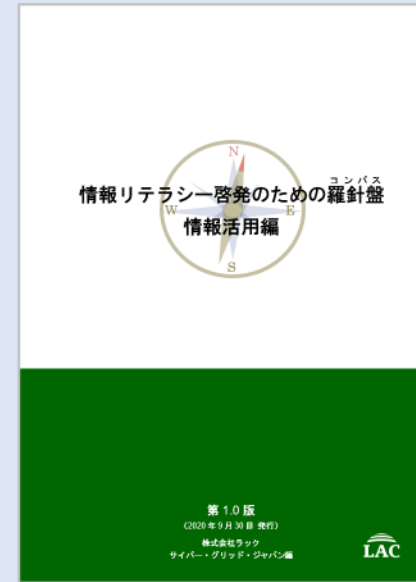 コンパス
情報リテラシー啓発のための羅針盤
情報活用編
N
W
E
S
第 1.0 版
(2020 年 9 月 30 日 発行)
株式会社ラック
サイバー・グリッド・ジャパン編
LAC